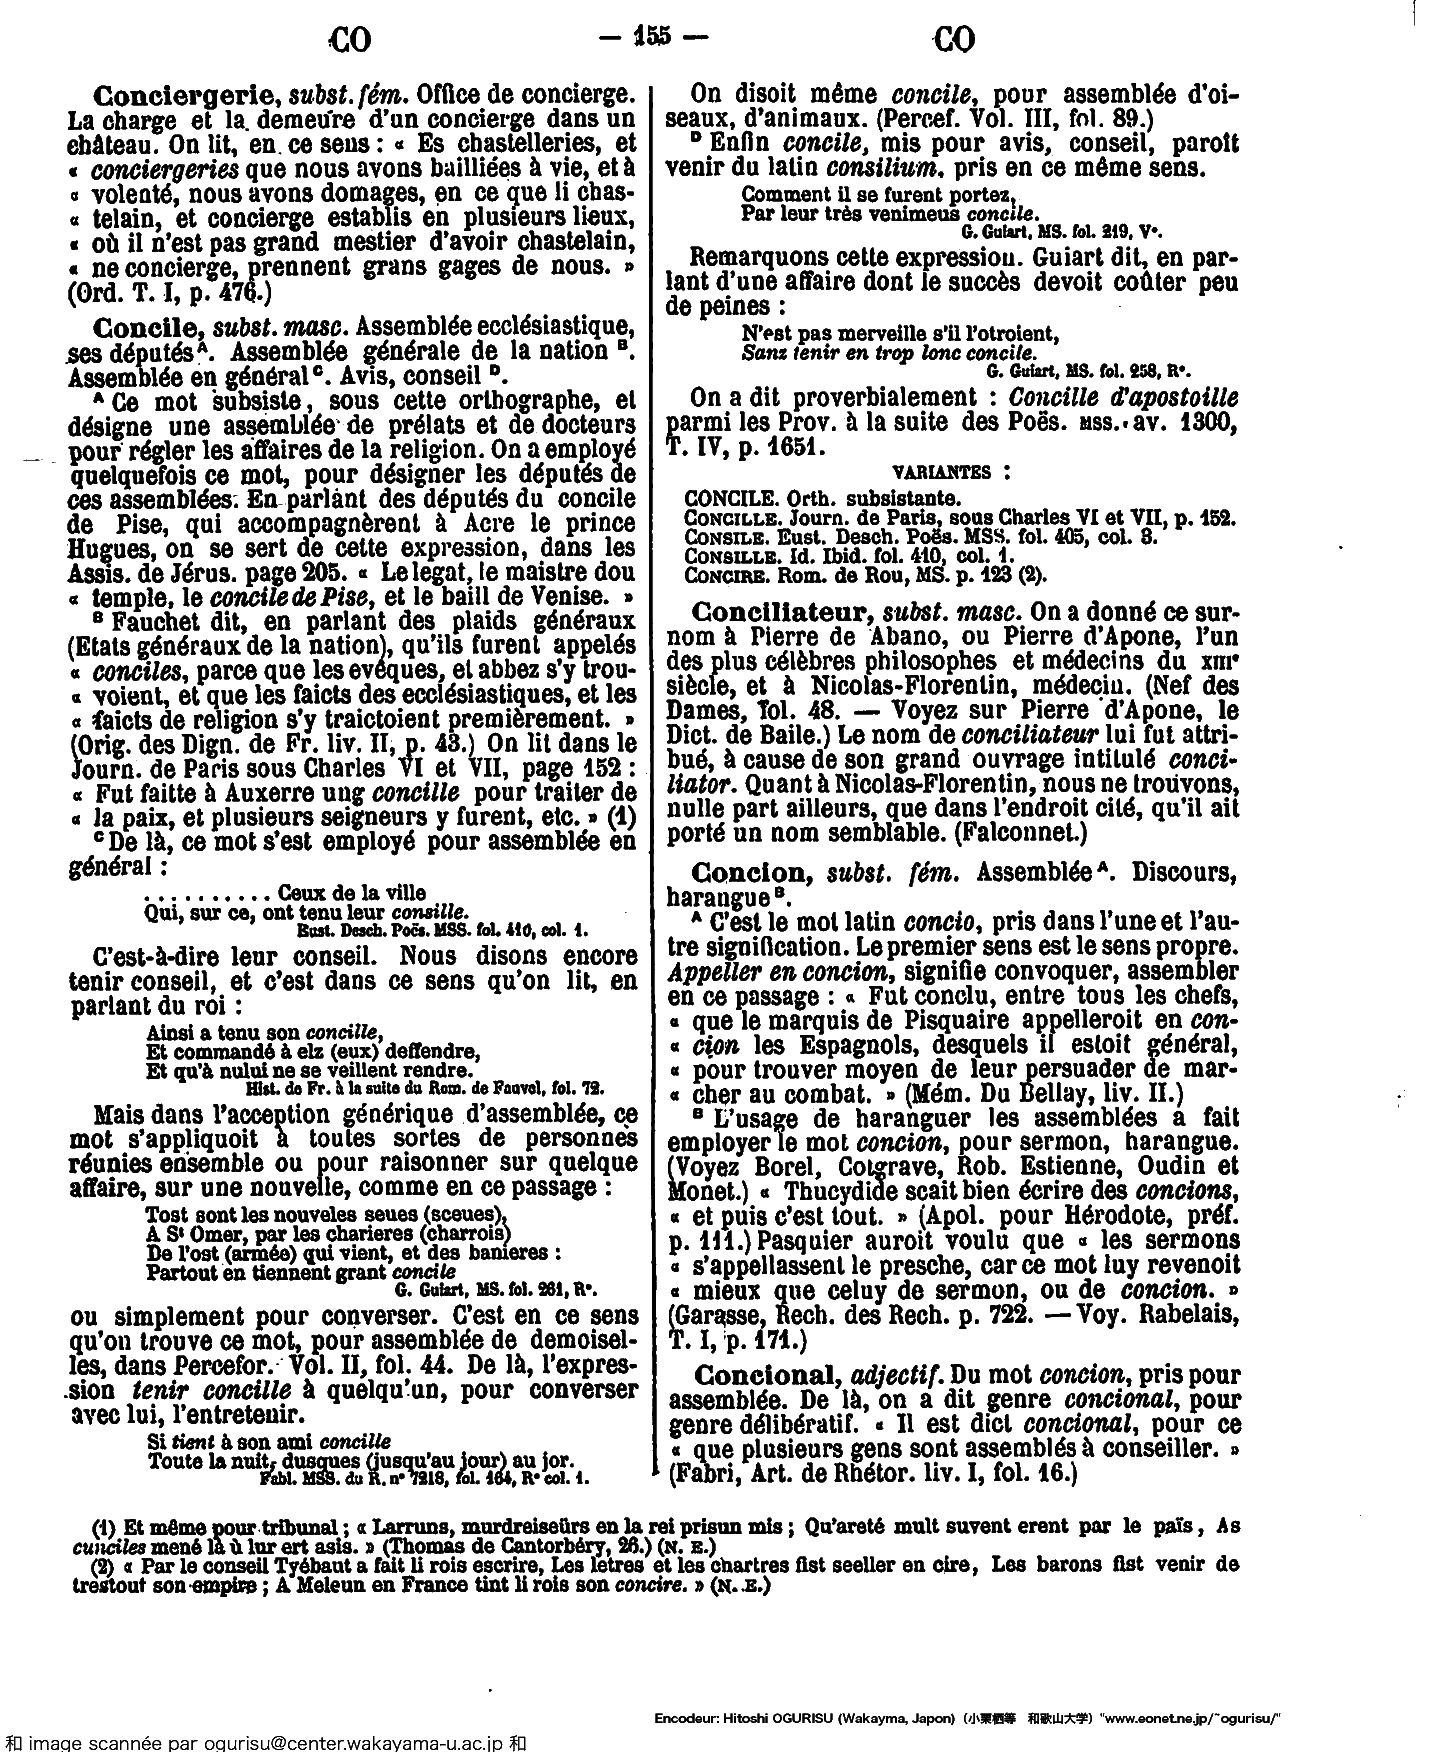 CO — 155 — CO
Conciergerie, subst. fém. Office de concierge.
La charge et la demeure d'un concierge dans un
château. On lit, en ce sens : « Es chastelleries, et
« conciergeries que nous avons bailliées à vie, et à
« volenté, nous avons domages, en ce que li chas-
« telain, et concierge establis en plusieurs lieux,
« où il n'est pas grand mestier d'avoir chastelain,
« ne concierge, prennent grans gages de nous. »
(Ord. T. I, p. 476.)
Concile, subst. masc. Assemblée ecclésiastique,
ses députés A. Assemblée générale de la nation B.
Assemblée en général C. Avis, conseil D.
A Ce mot subsiste, sous cette orthographe, et
désigne une assemblée de prélats et de docteurs
pour régler les affaires de la religion. On a employé
quelquefois ce mot, pour désigner les députés de
ces assemblées. En parlant des députés du concile
de Pise, qui accompagnèrent à Acre le prince
Hugues, on se sert de cette expression, dans les
Assis. de Jérus. page 205. « Le legat, le maistre dou
« temple, le concile de Pise, et le baill de Venise. »
B Fauchet dit, en parlant des plaids généraux
(Etats généraux de la nation), qu'ils furent appelés
« conciles, parce que les evéques, et abbez s'y trou-
« voient, et que les faicts des ecclésiastiques, et les
« faicts de religion s'y traictoient premièrement. »
(Orig. des Dign. de Fr. liv. II, p. 43.) On lit dans le
Journ. de Paris sous Charles VI et VII, page 152 :
« Fut faitte à Auxerre ung concille pour traiter de
« la paix, et plusieurs seigneurs y furent, etc. » (1)
C De là, ce mot s'est employé pour assemblée en
général :
. . . . . . . . . . Ceux de la ville
Qui, sur ce, ont tenu leur consille.
Eust. Desch. Poës. MSS. fol. 410, col. 1.
C'est-à-dire leur conseil. Nous disons encore
tenir conseil, et c'est dans ce sens qu'on lit, en
parlant du roi :
Ainsi a tenu son concille,
Et commandé à elz (eux) deffendre,
Et qu'à nului ne se veillent rendre.
Hist. de Fr. à la suite du Rom. de Fauvel, fol. 72.
Mais dans l'acception générique d'assemblée, ce
mot s'appliquoit à toutes sortes de personnes
réunies ensemble ou pour raisonner sur quelque
affaire, sur une nouvelle, comme en ce passage :
Tost sont les nouveles seues (sceues),
A St Omer, par les charieres (charrois)
De l'ost (armée) qui vient, et des banieres :
Partout en tiennent grant concile
G. Guiart, MS. fol. 261, Rº.
ou simplement pour converser. C'est en ce sens
qu'on trouve ce mot, pour assemblée de demoisel-
les, dans Percefor. Vol. II, fol. 44. De là, l'expres-
sion tenir concille à quelqu'un, pour converser
avec lui, l'entretenir.
Si tient à son ami concille
Toute la nuit, dusques (jusqu'au jour) au jor.
Fabl. MSS. du R. nº 7218, fol. 164, Rº col. 1.
On disoit même concile, pour assemblée d'oi-
seaux, d'animaux. (Percef. Vol. III, fol. 89.)
D Enfin concile, mis pour avis, conseil, paroît
venir du latin consilium, pris en ce même sens.
Comment il se furent portez,
Par leur très venimeus concile.
G. Guiart, MS. fol. 219, Vº.
Remarquons cette expression. Guiart dit, en par-
lant d'une affaire dont le succès devoit coûter peu
de peines :
N'est pas merveille s'il l'otroient,
Sanz tenir en trop lonc concile.
G. Guiart, MS. fol. 258, Rº.
On a dit proverbialement : Concille d'apostoille
parmi les Prov. à la suite des Poës. MSS. av. 1300,
T. IV, p. 1651.
VARIANTES :
CONCILE. Orth. subsistante.
CONCILLE. Journ. de Paris, sous Charles VI et VII, p. 152.
CONSILE. Eust. Desch. Poës. MSS. fol. 405, col. 3.
CONSILLE. Id. Ibid. fol. 410, col. 1.
CONCIRE. Rom. de Rou, MS. p. 123 (2).
Conciliateur, subst. masc. On a donné ce sur-
nom à Pierre de Abano, ou Pierre d'Apone, l'un
des plus célèbres philosophes et médecins du XIIIe
siècle, et à Nicolas-Florentin, médecin. (Nef des
Dames, fol. 48. — Voyez sur Pierre d'Apone, le
Dict. de Baile.) Le nom de conciliateur lui fut attri-
bué, à cause de son grand ouvrage intitulé conci-
liator. Quant à Nicolas-Florentin, nous ne trouvons,
nulle part ailleurs, que dans l'endroit cité, qu'il ait
porté un nom semblable. (Falconnet.)
Concion, subst. fém. Assemblée A. Discours,
harangue B.
A C'est le mot latin concio, pris dans l'une et l'au-
tre signification. Le premier sens est le sens propre.
Appeller en concion, signifie convoquer, assembler
en ce passage : « Fut conclu, entre tous les chefs,
« que le marquis de Pisquaire appelleroit en con-
« cion les Espagnols, desquels il estoit général,
« pour trouver moyen de leur persuader de mar-
« cher au combat. » (Mém. Du Bellay, liv. II.)
B L'usage de haranguer les assemblées a fait
employer le mot concion, pour sermon, harangue.
(Voyez Borel, Cotgrave, Rob. Estienne, Oudin et
Monet.) « Thucydide scait bien écrire des concions,
« et puis c'est tout. » (Apol. pour Hérodote, préf.
p. 111.) Pasquier auroit voulu que « les sermons
« s'appellassent le presche, car ce mot luy revenoit
« mieux que celuy de sermon, ou de concion. »
(Garasse, Rech. des Rech. p. 722. — Voy. Rabelais,
T. I, p. 171.)
Concional, adjectif. Du mot concion, pris pour
assemblée. De là, on a dit genre concional, pour
genre délibératif. « Il est dict concional, pour ce
« que plusieurs gens sont assemblés à conseiller. »
(Fabri, Art. de Rhétor. liv. I, fol. 16.)
(1) Et même pour tribunal ; « Larruns, murdreiseûrs en la rei prisun mis ; Qu'areté mult suvent erent par le païs, As
cunciles mené là ù lur ert asis. » (Thomas de Cantorbéry, 26.) (N. E.)
(2) « Par le conseil Tyébaut a fait li rois escrire, Les letres et les chartres fist seeller en cire, Les barons fist venir de
trestout son empire ; A Meleun en France tint li rois son concire. » (N. E.)
Encodeur: Hitoshi OGURISU (Wakayma, Japon) (小栗栖等 和歌山大学) "www.eonet.ne.jp/~ogurisu/"
和 image scannée par ogurisu@center.wakayama-u.ac.jp 和